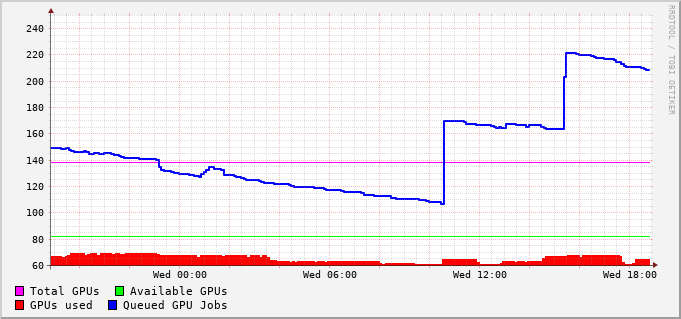 240
220
200
180
160
140
120
100
80
60
Wed 00:00 Wed 06:00 Wed 12:00 Wed 18:00
Total GPUs Available GPUs
GPUs used Queued GPU Jobs
RRDTOOL / TOBI OETIKER